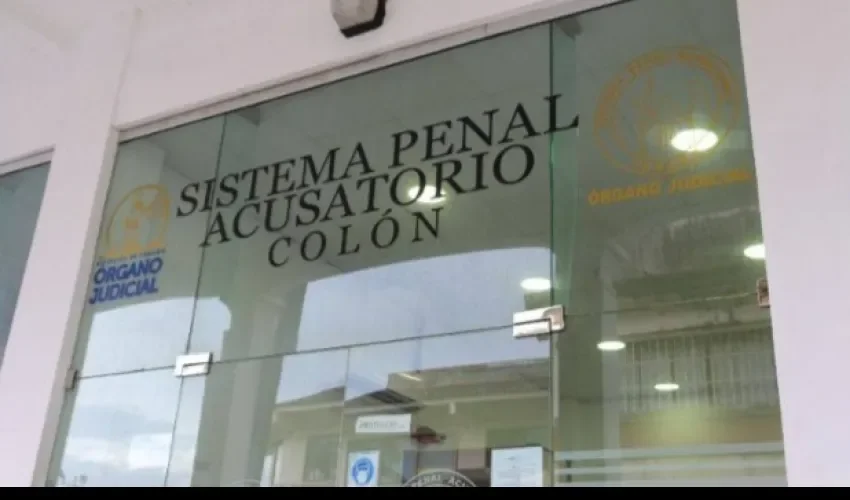 SISTEMA PENAL
ACUSATORIO
COLÓN
ÓRGANO
JUDICIAL
ÓRGANO JUDICIAL